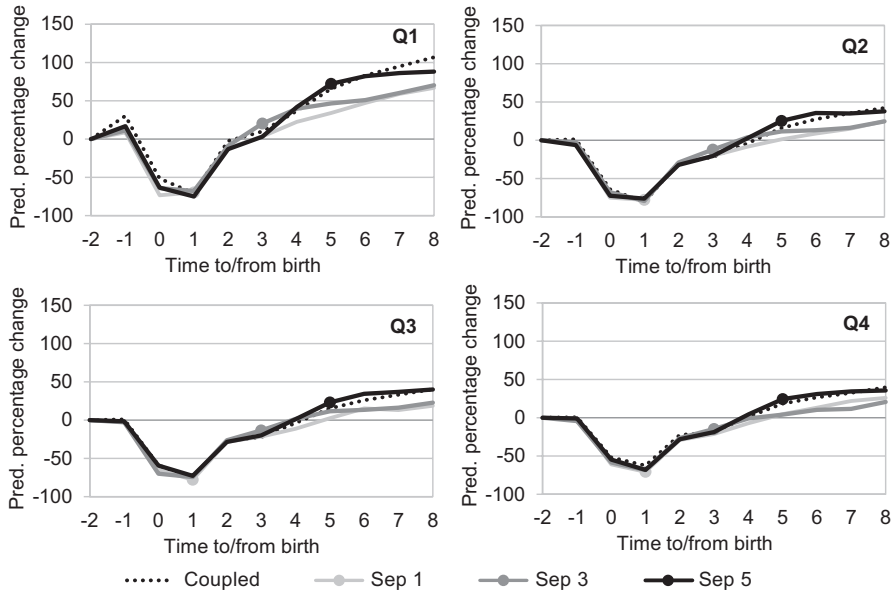 Pred. percentage change
150
100
50
0
-50
-100
Q1
-2 -1 0 1 2 3 4 5 6 7 8
Time to/from birth
Pred. percentage change
150
100
50
0
-50
-100
Q2
-2 -1 0 1 2 3 4 5 6 7 8
Time to/from birth
Pred. percentage change
150
100
50
0
-50
-100
Q3
-2 -1 0 1 2 3 4 5 6 7 8
Time to/from birth
Pred. percentage change
150
100
50
0
-50
-100
Q4
-2 -1 0 1 2 3 4 5 6 7 8
Time to/from birth
Coupled Sep 1 Sep 3 Sep 5